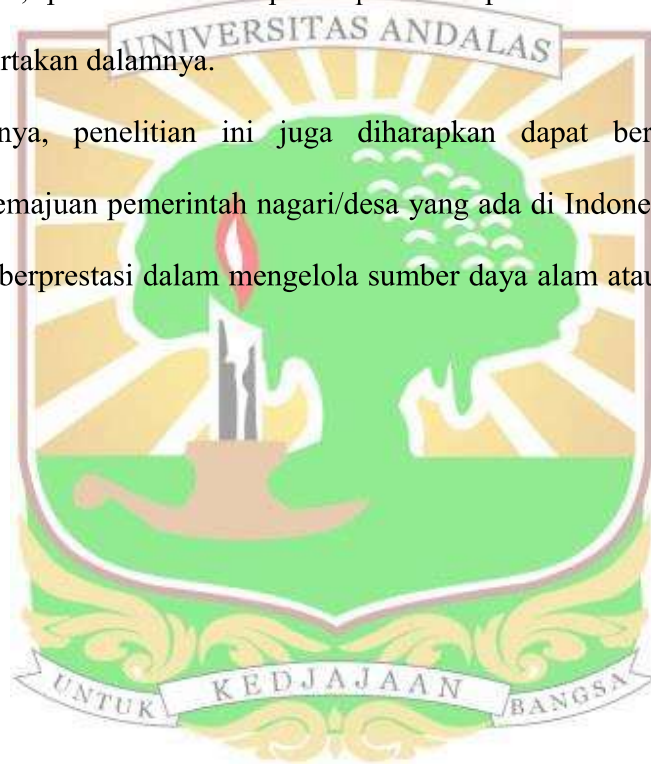 UNIVERSITAS ANDALAS
rtakan dalamnya.
nya, penelitian ini juga diharapkan dapat ber
emajuan pemerintah nagari/desa yang ada di Indone
berprestasi dalam mengelola sumber daya alam atau
UNTUK KEDJAJAAN BANGSA